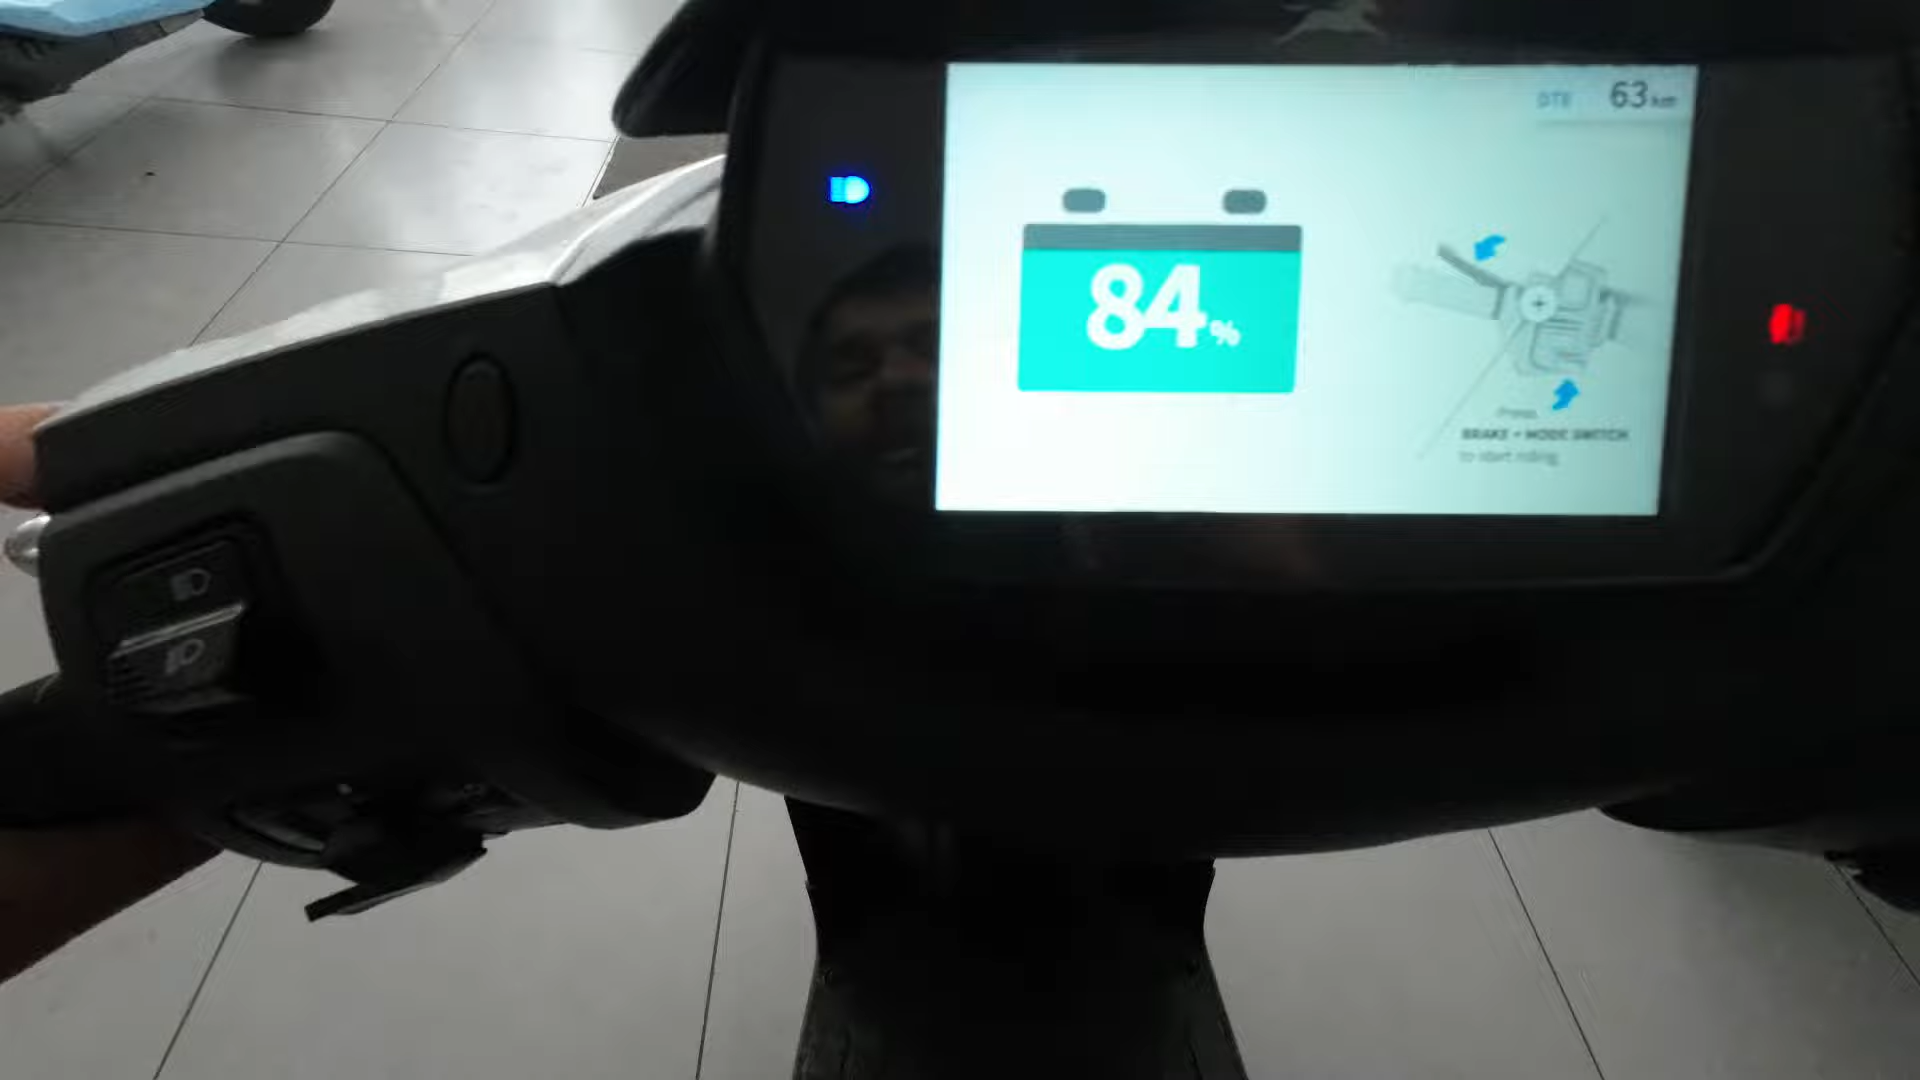 DTE 63 km
84%
Press
BRAKE + MODE SWITCH
to start riding